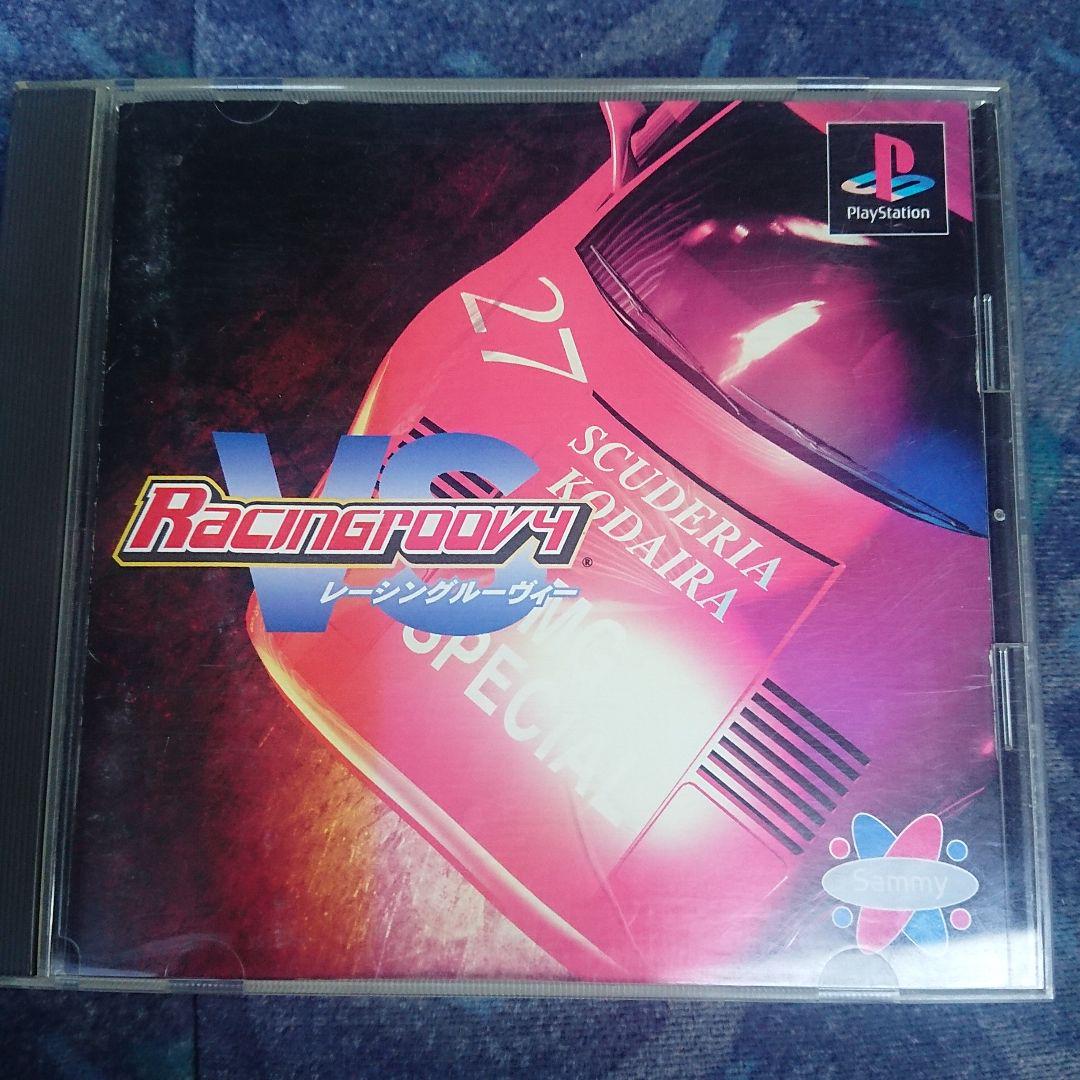 PlayStation
27
SCUDERIA
KODAIRA
VS
RacinGroovy
®
レーシングルーヴィー
SPECIAL
Sammy